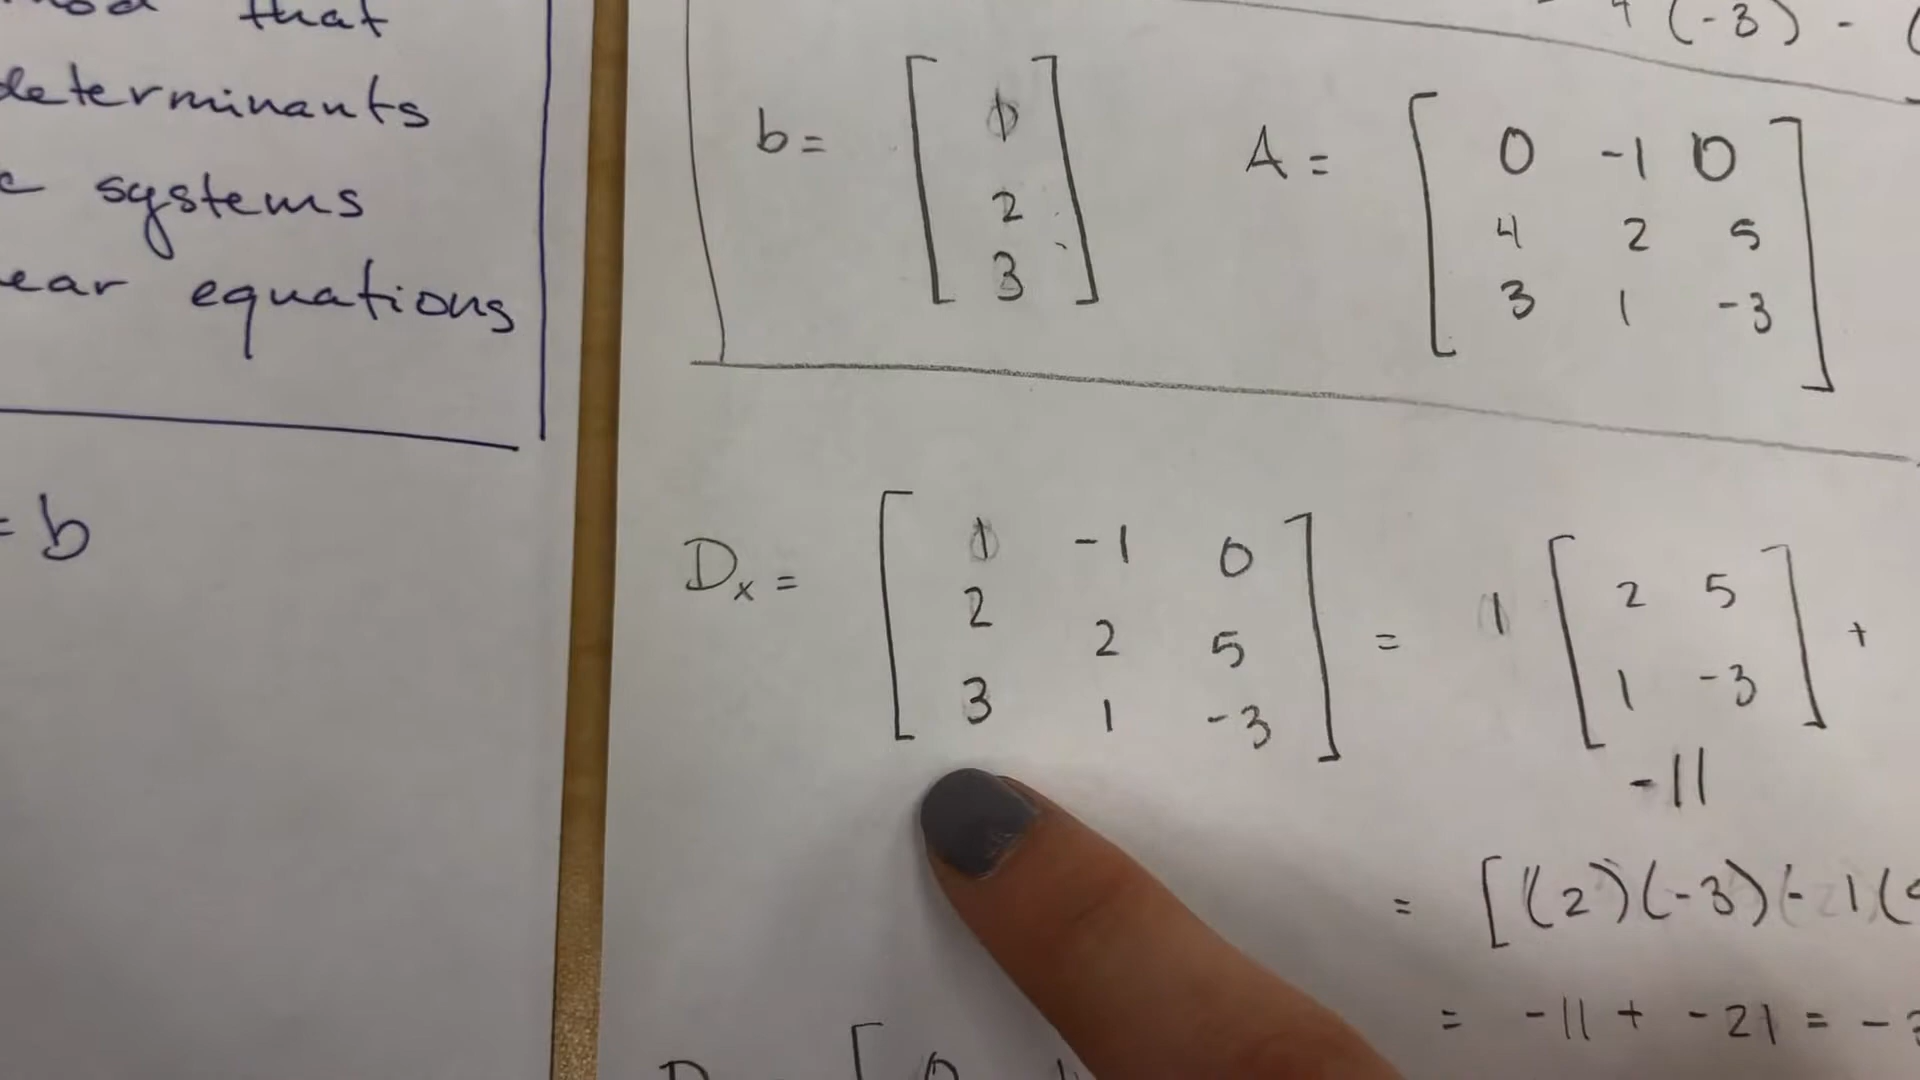 that
determinants
systems
equations
= b
(-3) -
b = [ 1 2 3 ] A = [ 0 -1 0
4 2 5
3 1 -3 ]
Dx = [ 1 -1 0
2 2 5
3 1 -3 ] = 1 [ 2 5
1 -3 ] +
-11
= [(2)(-3) - 1(
= -11 + -21 = -